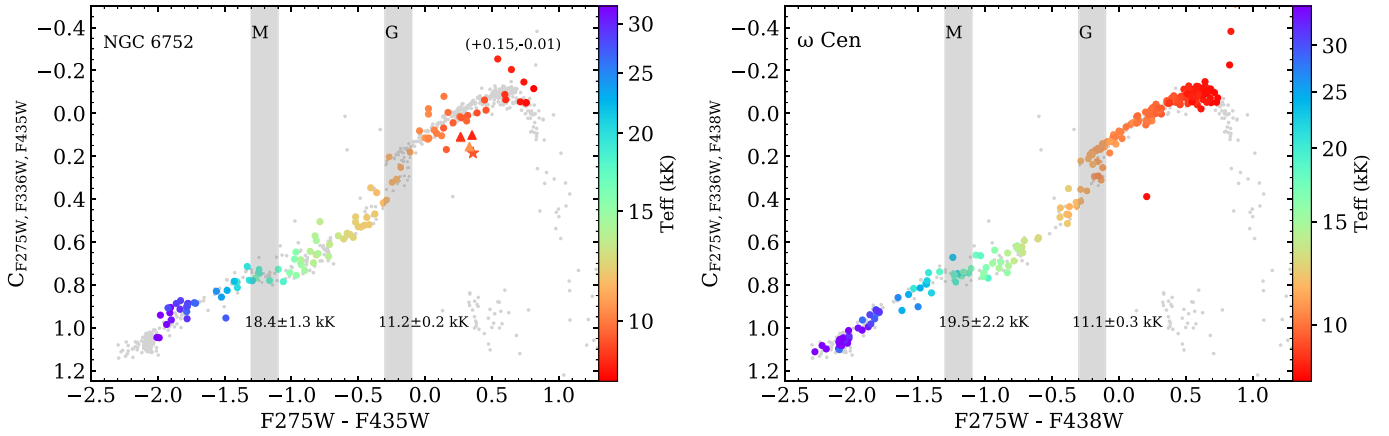 NGC 6752
M
G
(+0.15,-0.01)
18.4±1.3 kK
11.2±0.2 kK
−0.4
−0.2
0.0
0.2
0.4
0.6
0.8
1.0
1.2
C F275W, F336W, F435W
−2.5 −2.0 −1.5 −1.0 −0.5 0.0 0.5 1.0
F275W - F435W
30
20
15
10
Teff (kK)
ω Cen
M
G
19.5±2.2 kK
11.1±0.3 kK
−0.4
−0.2
0.0
0.2
0.4
0.6
0.8
1.0
1.2
C F275W, F336W, F438W
−2.5 −2.0 −1.5 −1.0 −0.5 0.0 0.5 1.0
F275W - F438W
30
25
20
15
10
Teff (kK)